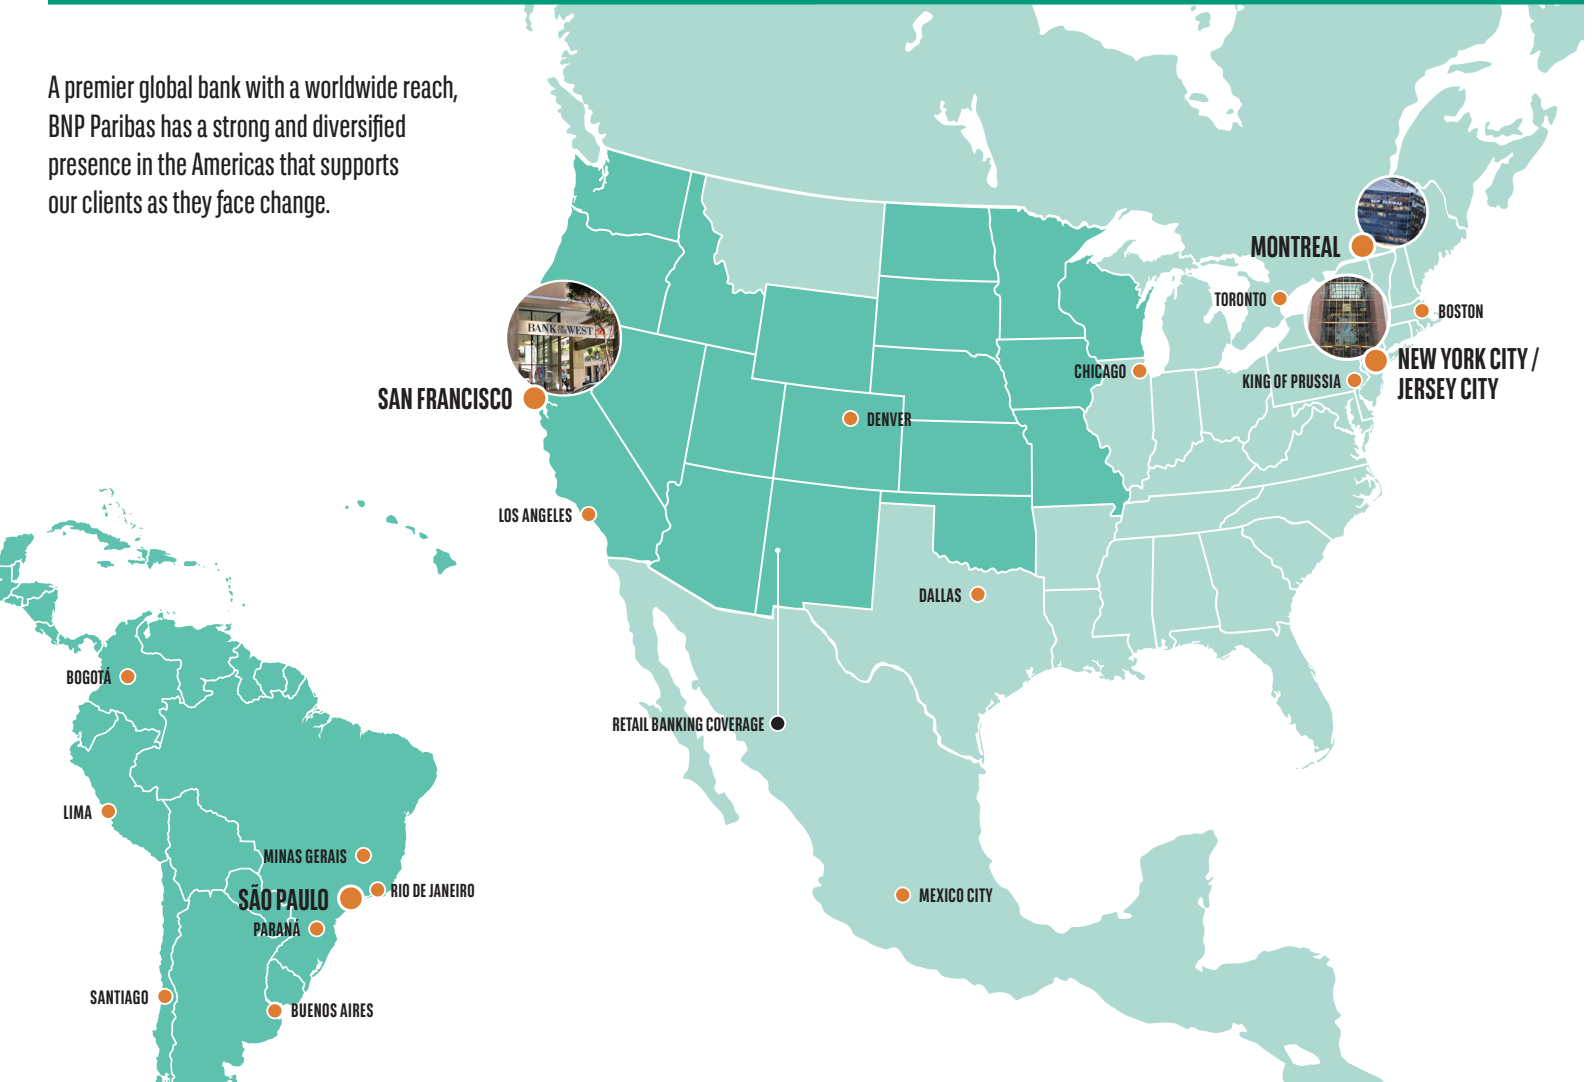 A premier global bank with a worldwide reach,
BNP Paribas has a strong and diversified
presence in the Americas that supports
our clients as they face change.
MONTREAL
TORONTO
BOSTON
BANK OF THE WEST
NEW YORK CITY /
JERSEY CITY
CHICAGO
KING OF PRUSSIA
SAN FRANCISCO
DENVER
LOS ANGELES
DALLAS
BOGOTÁ
RETAIL BANKING COVERAGE
LIMA
MINAS GERAIS
RIO DE JANEIRO
SÃO PAULO
MEXICO CITY
PARANÁ
SANTIAGO
BUENOS AIRES